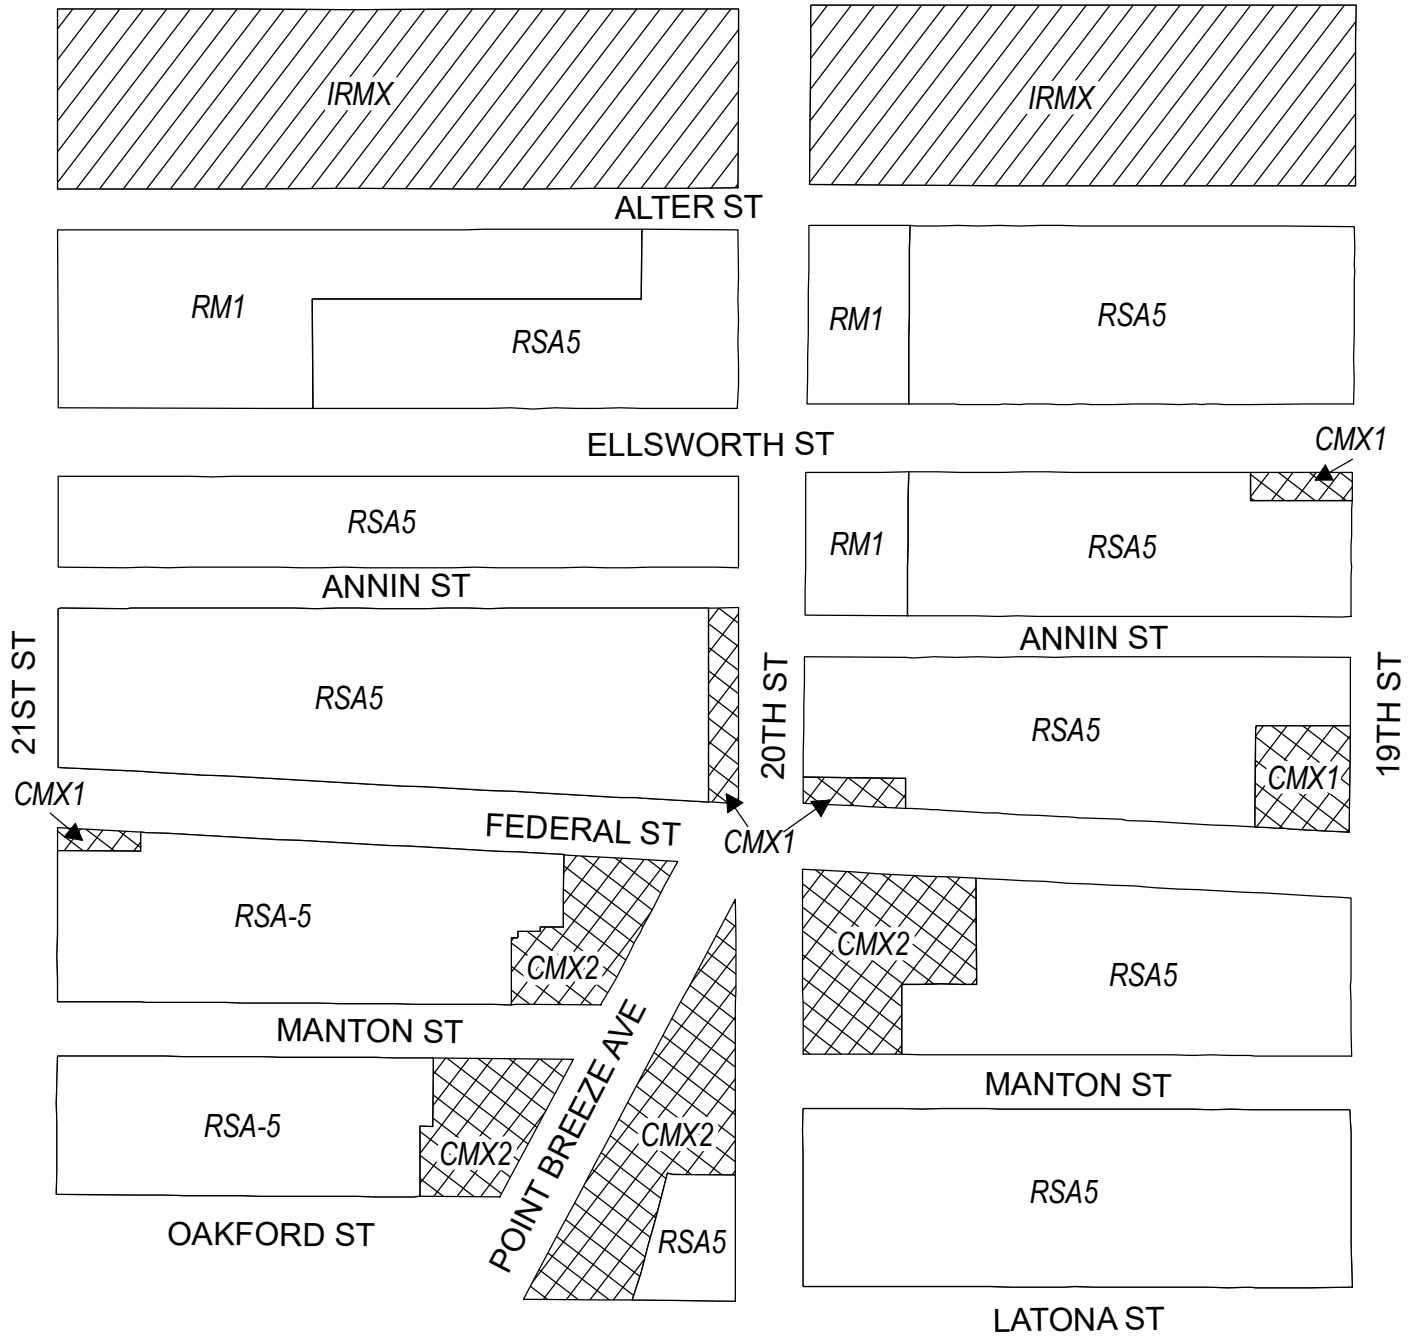 IRMX
IRMX
ALTER ST
RM1
RSA5
RM1
RSA5
ELLSWORTH ST
CMX1
RSA5
RM1
RSA5
ANNIN ST
ANNIN ST
21ST ST
RSA5
20TH ST
RSA5
19TH ST
CMX1
CMX1
FEDERAL ST
CMX1
RSA-5
CMX2
CMX2
RSA5
MANTON ST
POINT BREEZE AVE
MANTON ST
RSA-5
CMX2
CMX2
RSA5
OAKFORD ST
RSA5
LATONA ST